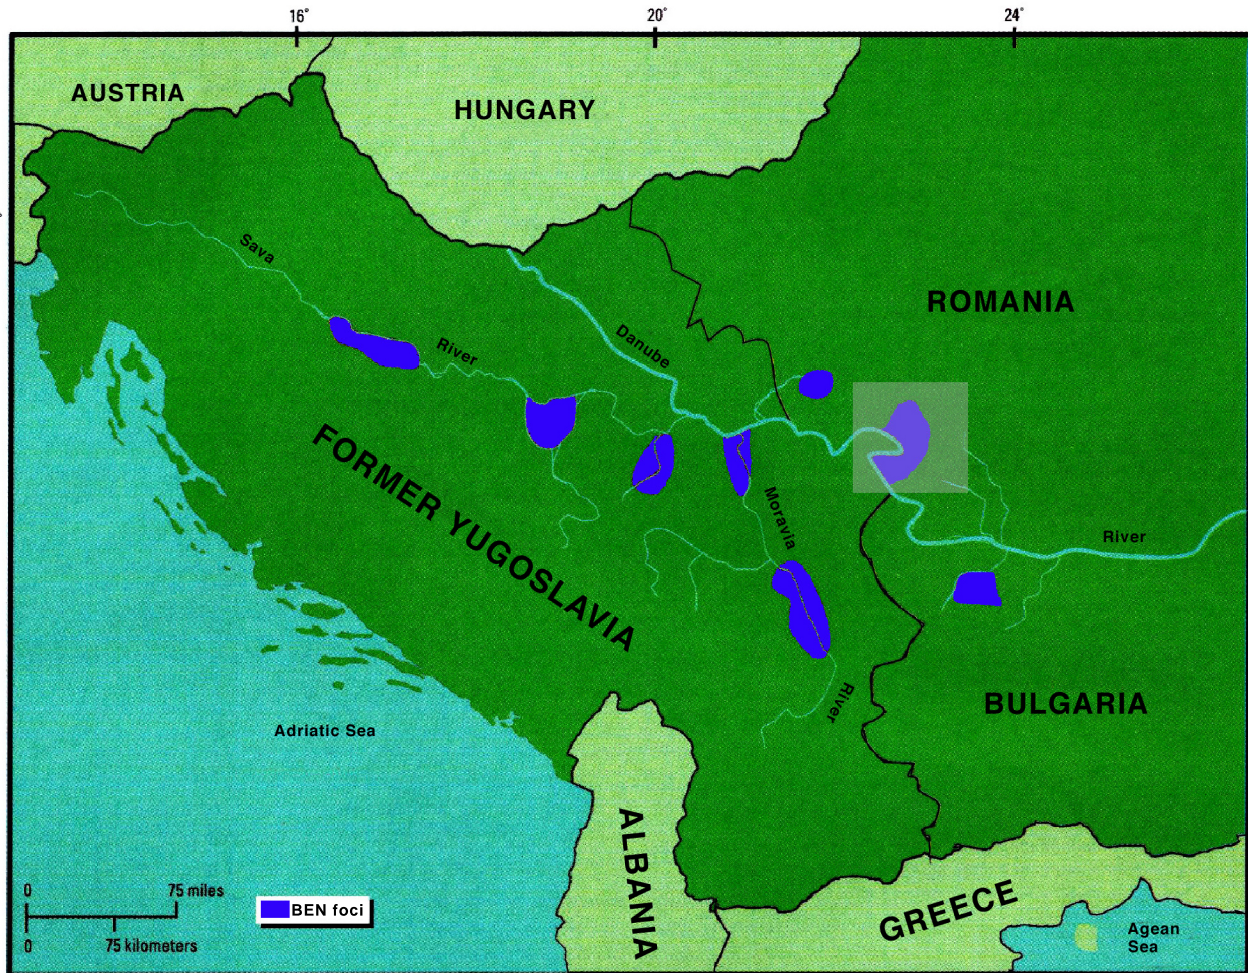 16°
20°
24°
AUSTRIA
HUNGARY
Sava
ROMANIA
Danube
River
FORMER YUGOSLAVIA
Moravia
River
River
BULGARIA
Adriatic Sea
ALBANIA
0
75 miles
0
75 kilometers
BEN foci
GREECE
Agean
Sea